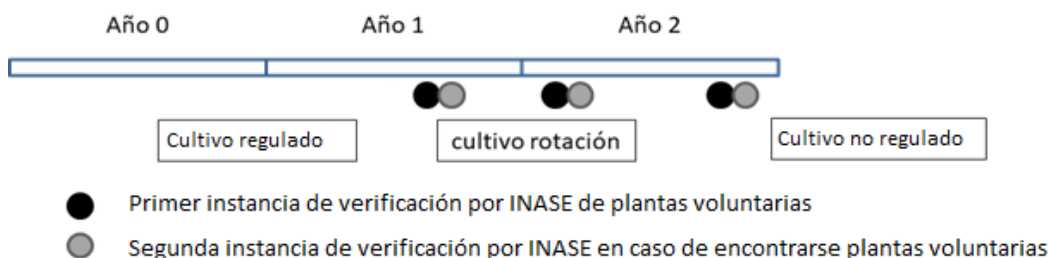 Año 0 Año 1 Año 2
Cultivo regulado cultivo rotación Cultivo no regulado
Primer instancia de verificación por INASE de plantas voluntarias
Segunda instancia de verificación por INASE en caso de encontrarse plantas voluntarias